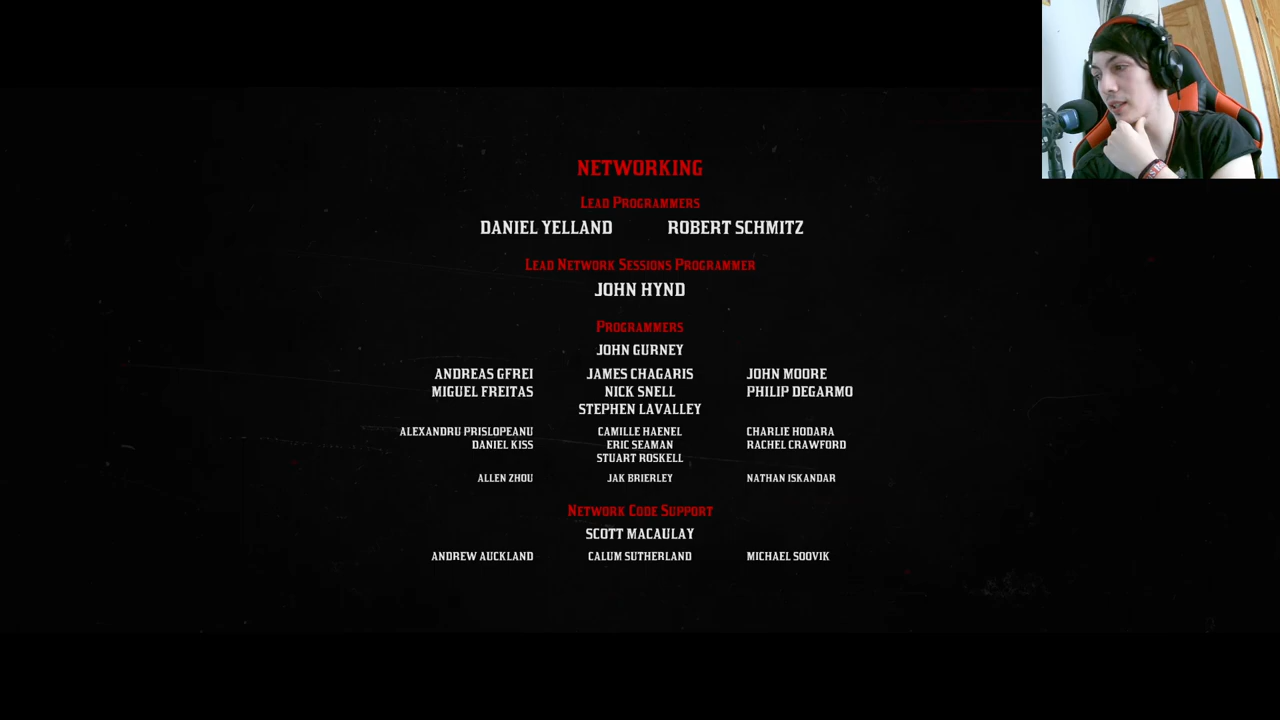 NETWORKING
LEAD PROGRAMMERS
DANIEL YELLAND ROBERT SCHMITZ
LEAD NETWORK SESSIONS PROGRAMMER
JOHN HYND
PROGRAMMERS
JOHN GURNEY
ANDREAS GFREI JAMES CHAGARIS JOHN MOORE
MIGUEL FREITAS NICK SNELL PHILIP DEGARMO
STEPHEN LAVALLEY
ALEXANDRU PRISLOPEANU CAMILLE HAENEL CHARLIE HODARA
DANIEL KISS ERIC SEAMAN RACHEL CRAWFORD
STUART ROSKELL
ALLEN ZHOU JAK BRIERLEY NATHAN ISKANDAR
NETWORK CODE SUPPORT
SCOTT MACAULAY
ANDREW AUCKLAND CALUM SUTHERLAND MICHAEL SOOVIK